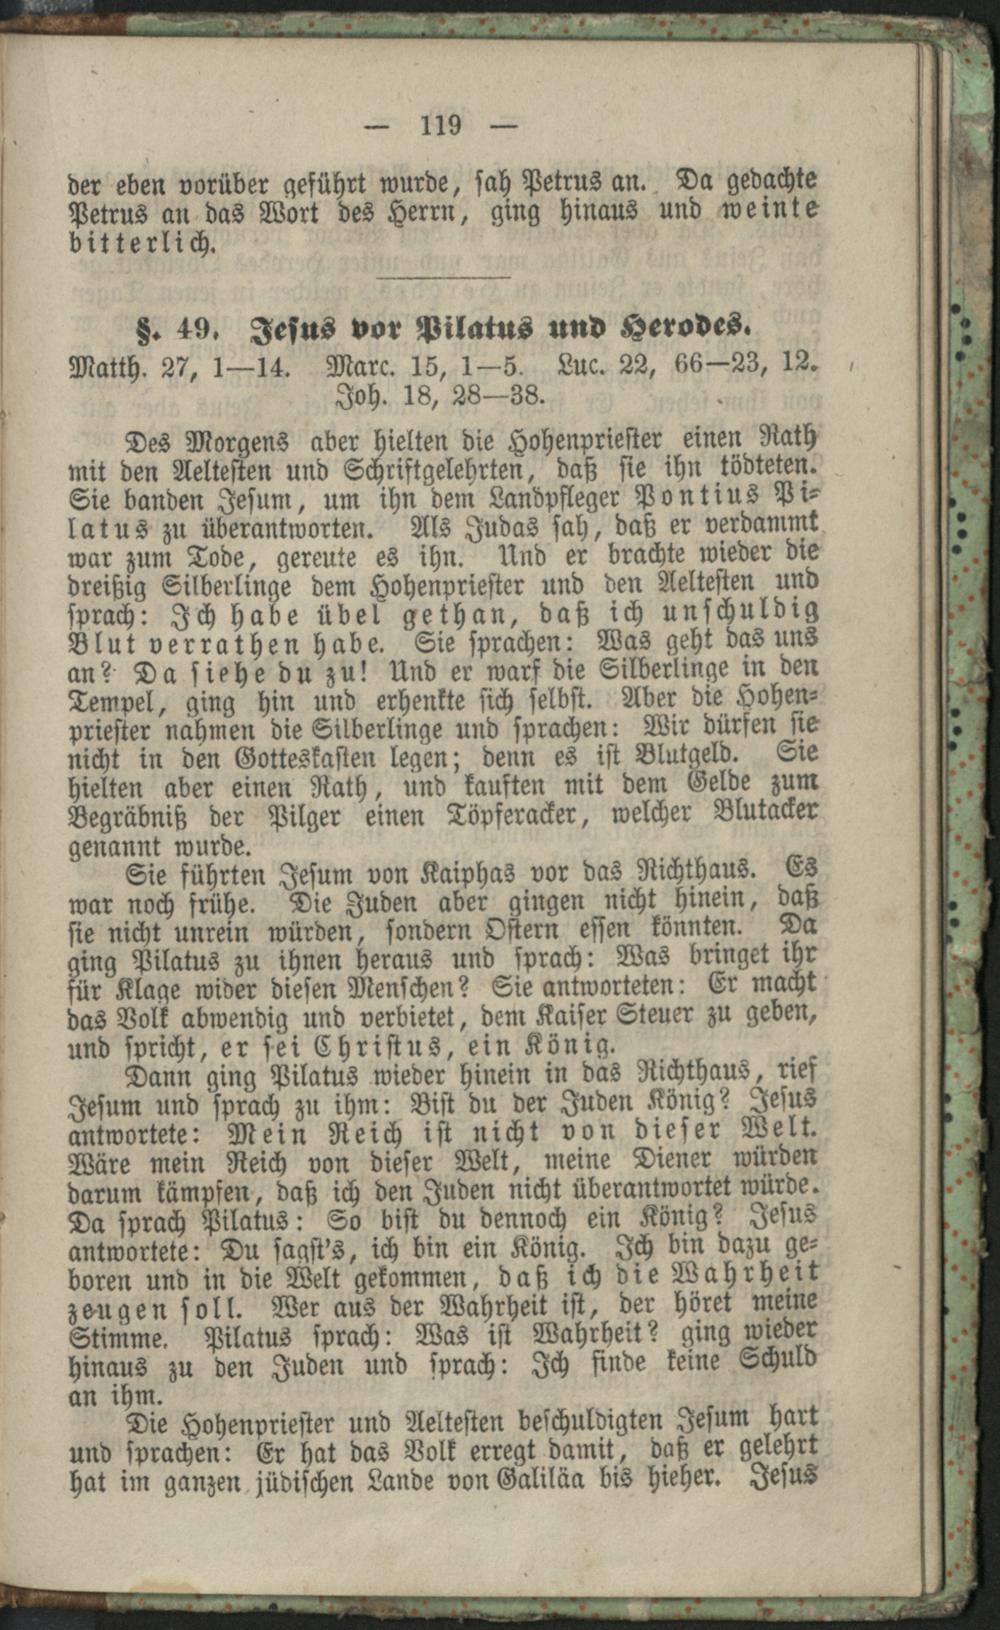 — 119 —
der eben vorüber geführt wurde, sah Petrus an. Da gedachte
Petrus an das Wort des Herrn, ging hinaus und weinte
bitterlich.
§. 49. Jesus vor Pilatus und Herodes.
Matth. 27, 1—14. Marc. 15, 1—5. Luc. 22, 66—23, 12.
Joh. 18, 28—38.
Des Morgens aber hielten die Hohenpriester einen Rath
mit den Aeltesten und Schriftgelehrten, daß sie ihn tödteten.
Sie banden Jesum, um ihn dem Landpfleger Pontius Pi-
latus zu überantworten. Als Judas sah, daß er verdammt
war zum Tode, gereute es ihn. Und er brachte wieder die
dreißig Silberlinge dem Hohenpriester und den Aeltesten und
sprach: Ich habe übel gethan, daß ich unschuldig
Blut verrathen habe. Sie sprachen: Was geht das uns
an? Da siehe du zu! Und er warf die Silberlinge in den
Tempel, ging hin und erhenkte sich selbst. Aber die Hohen-
priester nahmen die Silberlinge und sprachen: Wir dürfen sie
nicht in den Gotteskasten legen; denn es ist Blutgeld. Sie
hielten aber einen Rath, und kauften mit dem Gelde zum
Begräbniß der Pilger einen Töpferacker, welcher Blutacker
genannt wurde.
Sie führten Jesum von Kaiphas vor das Richthaus. Es
war noch frühe. Die Juden aber gingen nicht hinein, daß
sie nicht unrein würden, sondern Ostern essen könnten. Da
ging Pilatus zu ihnen heraus und sprach: Was bringet ihr
für Klage wider diesen Menschen? Sie antworteten: Er macht
das Volk abwendig und verbietet, dem Kaiser Steuer zu geben,
und spricht, er sei Christus, ein König.
Dann ging Pilatus wieder hinein in das Richthaus, rief
Jesum und sprach zu ihm: Bist du der Juden König? Jesus
antwortete: Mein Reich ist nicht von dieser Welt.
Wäre mein Reich von dieser Welt, meine Diener würden
darum kämpfen, daß ich den Juden nicht überantwortet würde.
Da sprach Pilatus: So bist du dennoch ein König? Jesus
antwortete: Du sagst's, ich bin ein König. Ich bin dazu ge-
boren und in die Welt gekommen, daß ich die Wahrheit
zeugen soll. Wer aus der Wahrheit ist, der höret meine
Stimme. Pilatus sprach: Was ist Wahrheit? ging wieder
hinaus zu den Juden und sprach: Ich finde keine Schuld
an ihm.
Die Hohenpriester und Aeltesten beschuldigten Jesum hart
und sprachen: Er hat das Volk erregt damit, daß er gelehrt
hat im ganzen jüdischen Lande von Galiläa bis hieher. Jesus